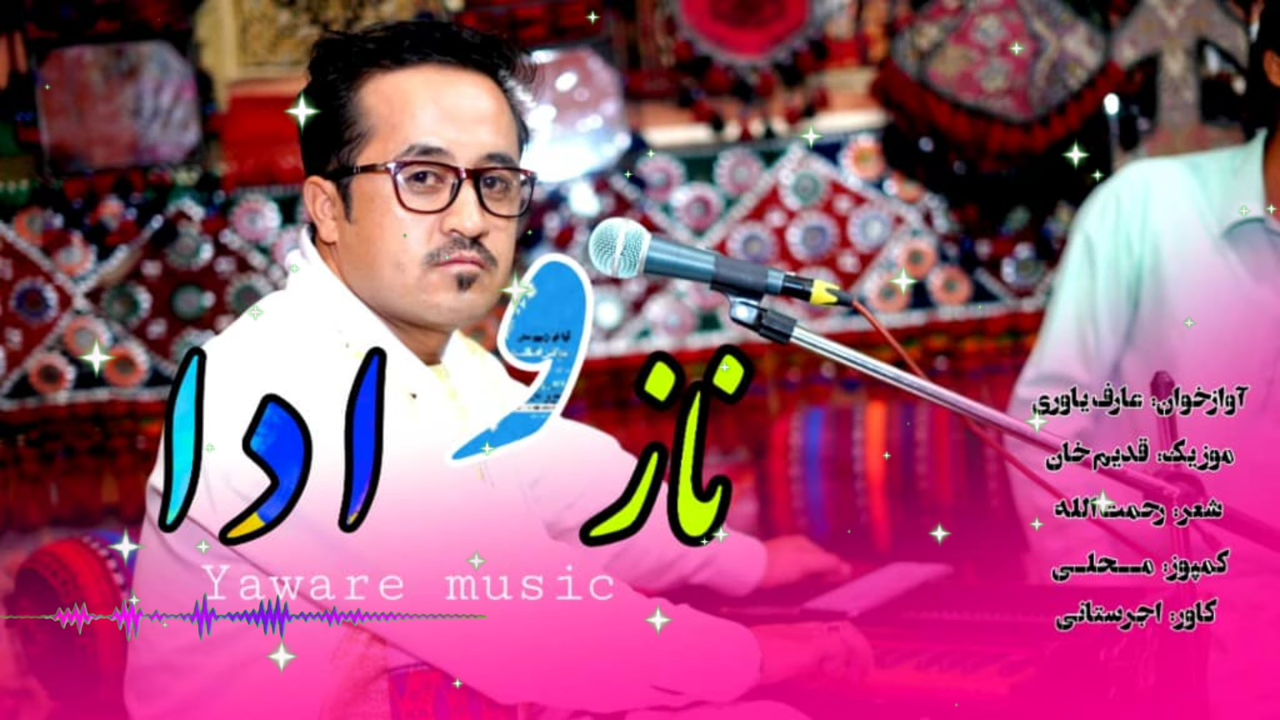 ناز و ادا
Yaware music
آوازخوان: عارف یاوری
موزیک: قدیم خان
شعر: رحمت الله
کمپوز: محلی
کاور: اجرستانی